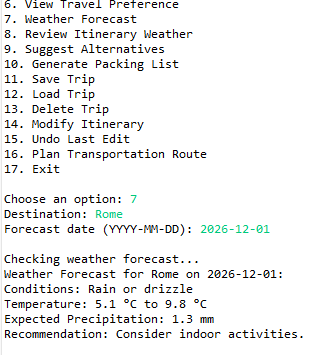 6. View Travel Preference
7. Weather Forecast
8. Review Itinerary Weather
9. Suggest Alternatives
10. Generate Packing List
11. Save Trip
12. Load Trip
13. Delete Trip
14. Modify Itinerary
15. Undo Last Edit
16. Plan Transportation Route
17. Exit
Choose an option: 7
Destination: Rome
Forecast date (YYYY-MM-DD): 2026-12-01
Checking weather forecast...
Weather Forecast for Rome on 2026-12-01:
Conditions: Rain or drizzle
Temperature: 5.1 °C to 9.8 °C
Expected Precipitation: 1.3 mm
Recommendation: Consider indoor activities.